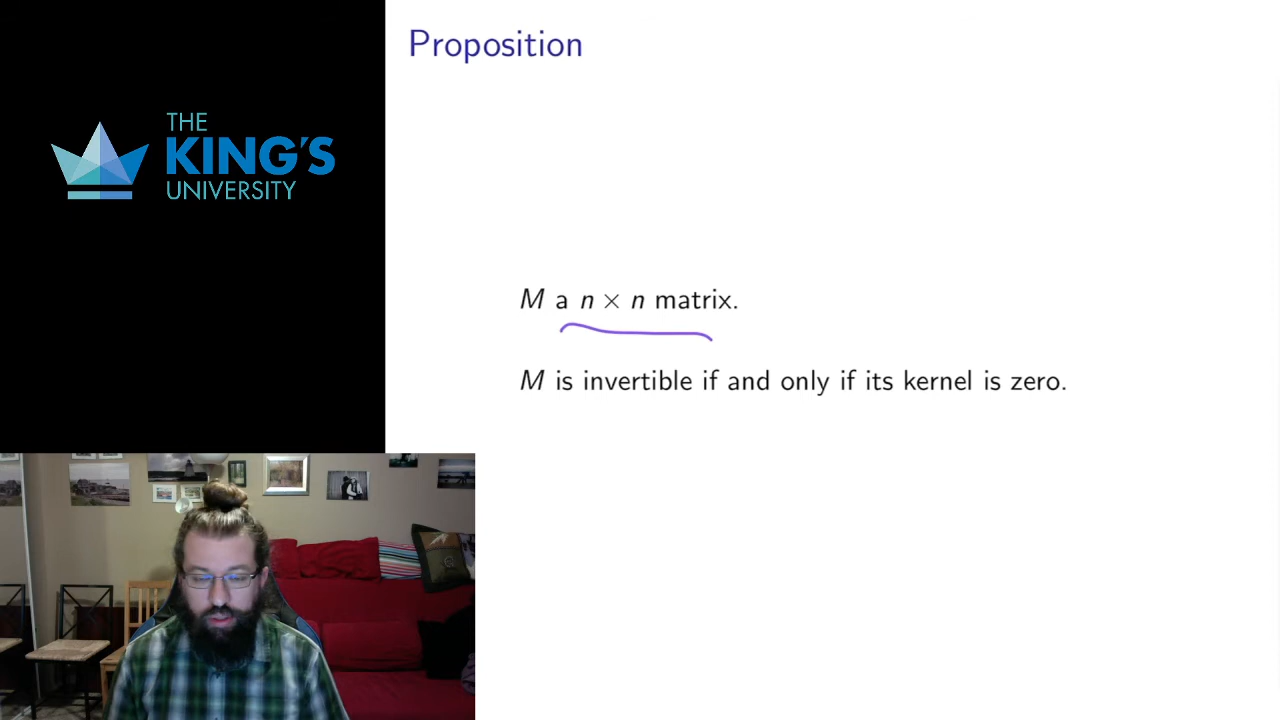 THE
KING'S
UNIVERSITY
Proposition
M a n × n matrix.
M is invertible if and only if its kernel is zero.